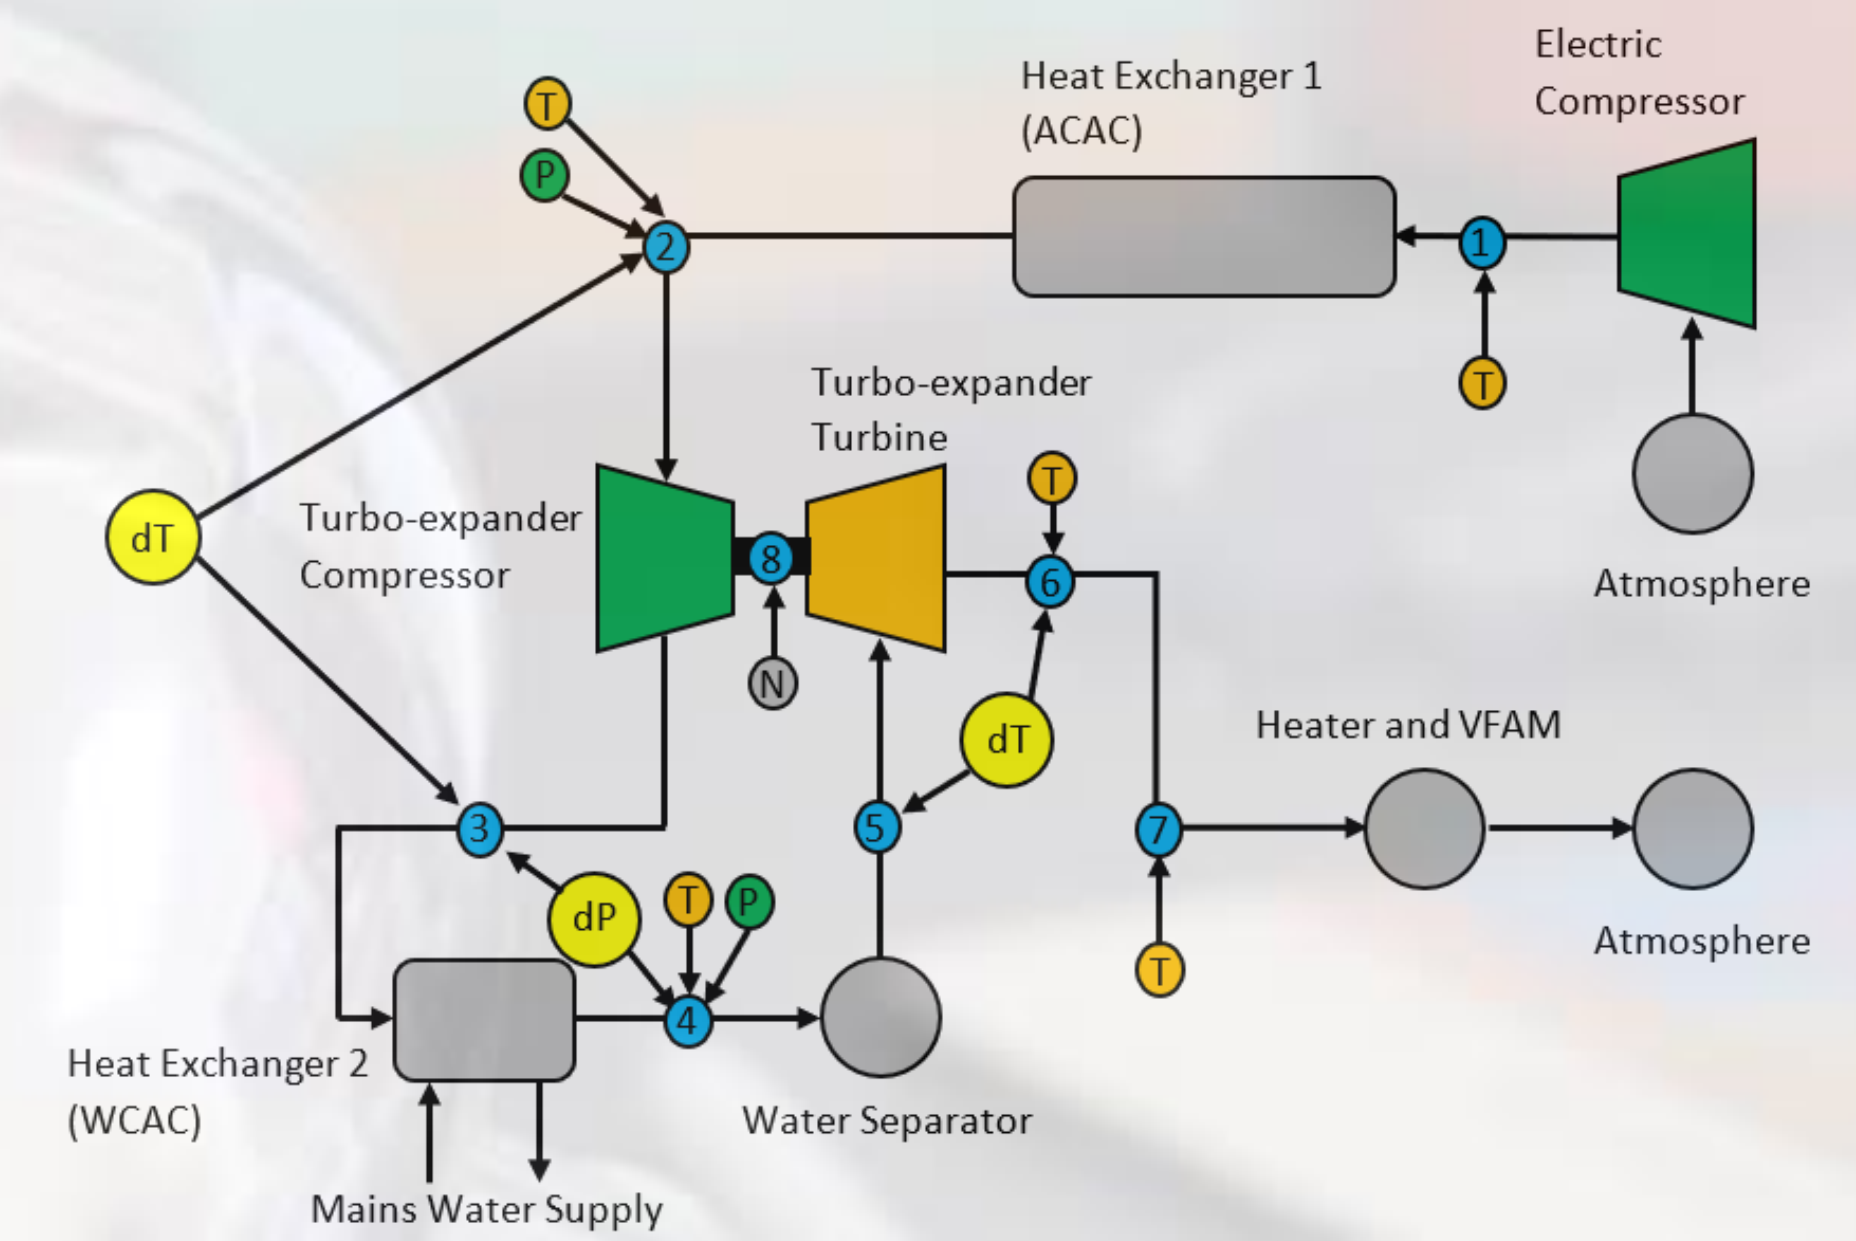 Electric
Compressor
Heat Exchanger 1
(ACAC)
T
P
2
1
T
Turbo-expander
Turbine
Turbo-expander
Compressor
dT
8
T
6
N
Atmosphere
dT
Heater and VFAM
3
5
7
dP
T
P
4
T
Atmosphere
Heat Exchanger 2
(WCAC)
Water Separator
Mains Water Supply